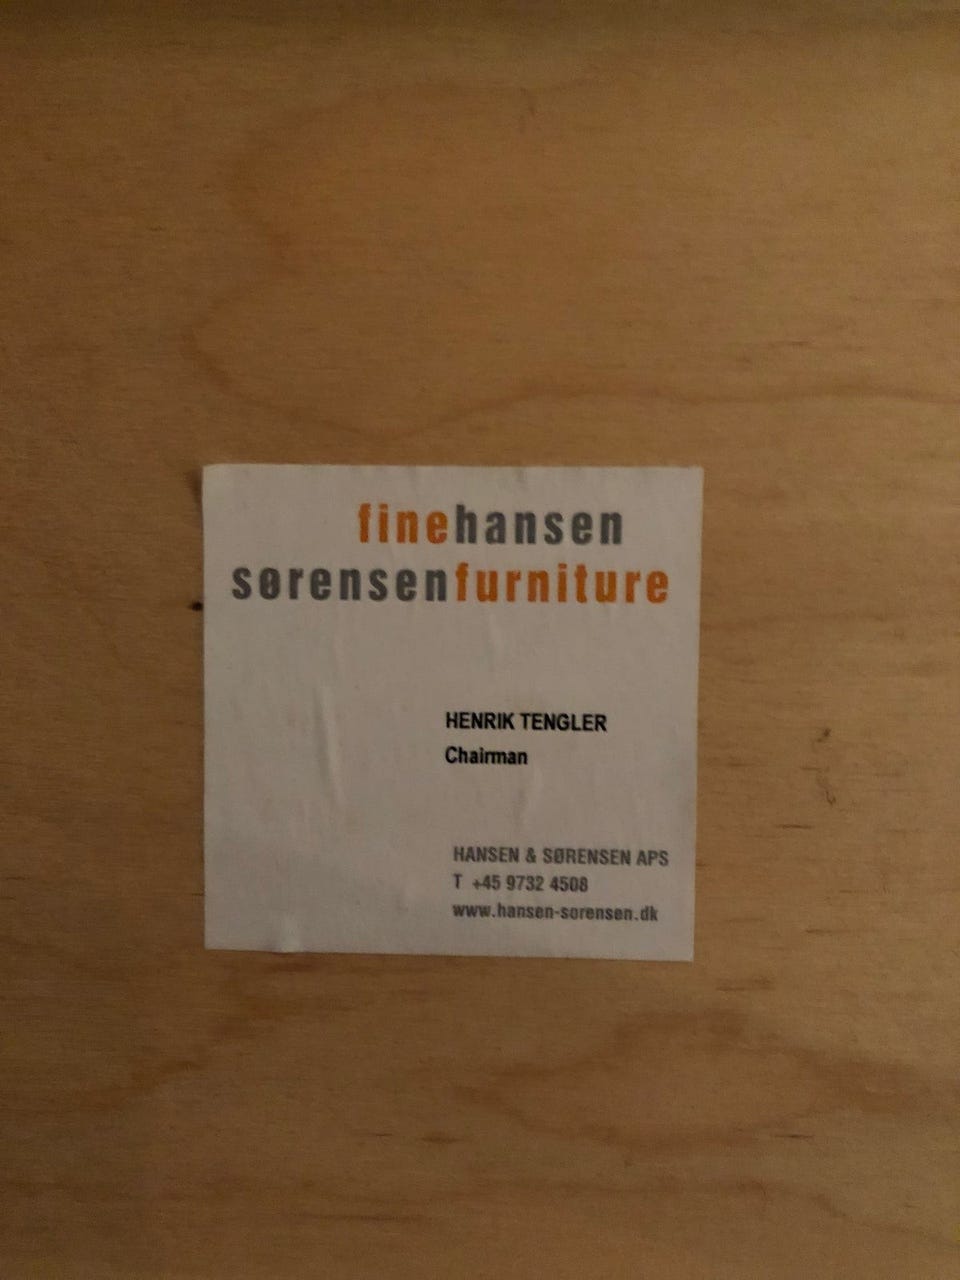 finehansen
sørensenfurniture
HENRIK TENGLER
Chairman
HANSEN & SØRENSEN APS
T +45 9732 4508
www.hansen-sorensen.dk